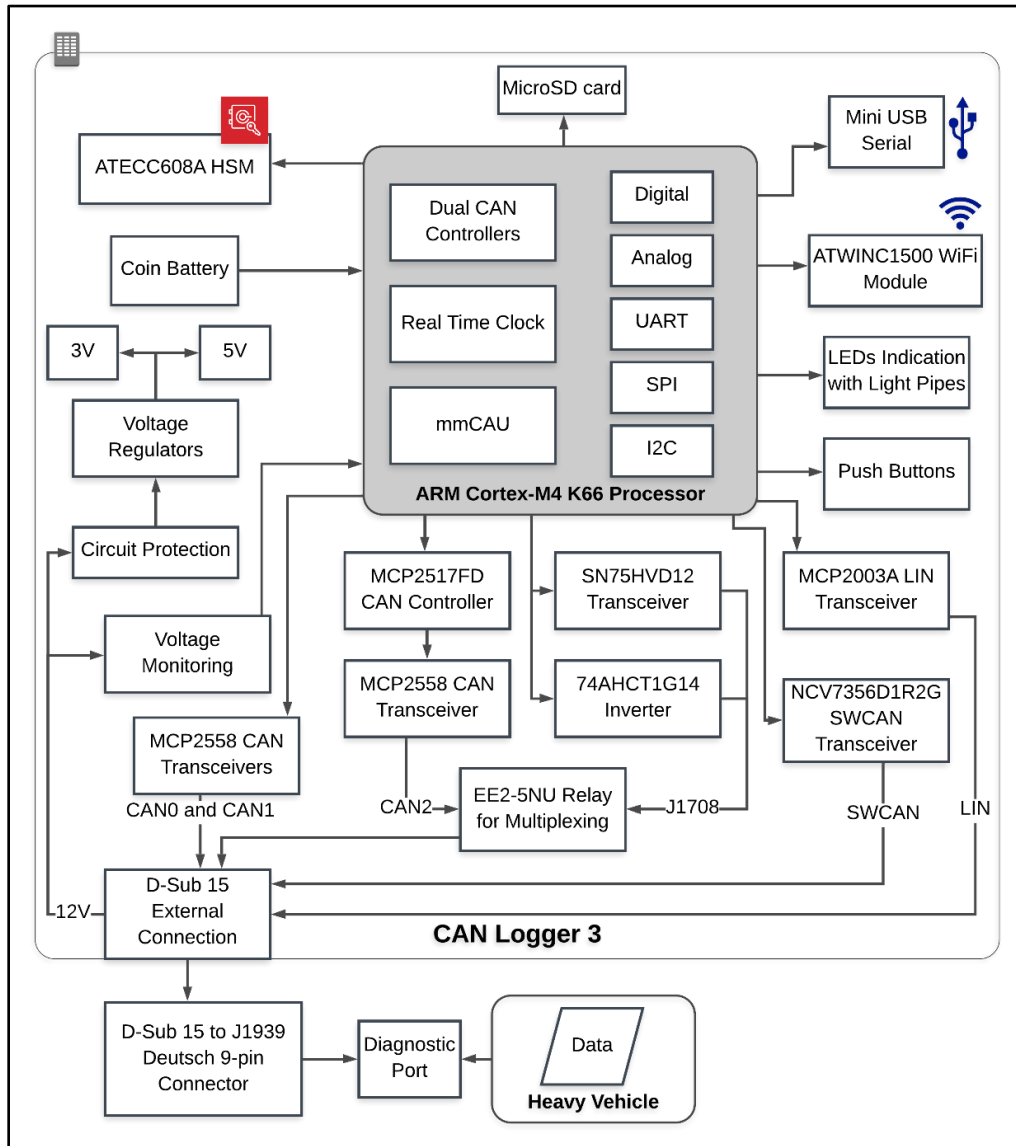 MicroSD card
Mini USB
Serial
ATECC608A HSM
Digital
Dual CAN
Controllers
Analog
ATWINC1500 WiFi
Module
Coin Battery
Real Time Clock
UART
3V
5V
LEDs Indication
with Light Pipes
SPI
Voltage
Regulators
mmCAU
I2C
Push Buttons
ARM Cortex-M4 K66 Processor
Circuit Protection
MCP2517FD
CAN Controller
SN75HVD12
Transceiver
MCP2003A LIN
Transceiver
Voltage
Monitoring
MCP2558 CAN
Transceiver
74AHCT1G14
Inverter
NCV7356D1R2G
SWCAN
Transceiver
MCP2558 CAN
Transceivers
CAN0 and CAN1
CAN2
EE2-5NU Relay
for Multiplexing
J1708
SWCAN
LIN
D-Sub 15
External
Connection
12V
CAN Logger 3
D-Sub 15 to J1939
Deutsch 9-pin
Connector
Diagnostic
Port
Data
Heavy Vehicle